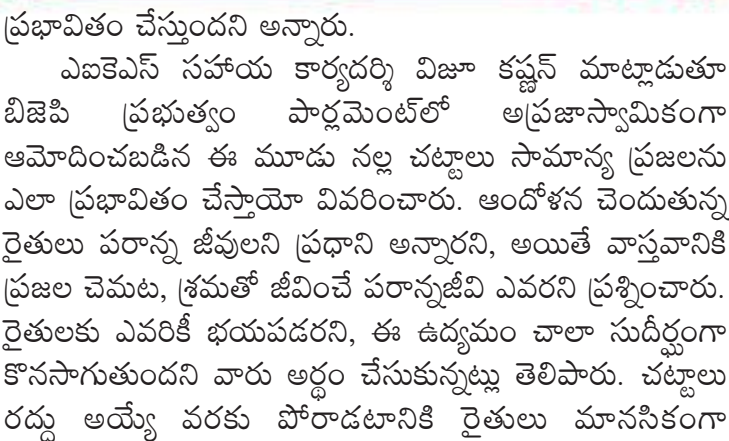 ప్రభావితం చేస్తుందని అన్నారు.
ఎఐకెఎస్ సహాయ కార్యదర్శి విజూ కష్ణన్ మాట్లాడుతూ
బిజెపి ప్రభుత్వం పార్లమెంట్‌లో అప్రజాస్వామికంగా
ఆమోదించబడిన ఈ మూడు నల్ల చట్టాలు సామాన్య ప్రజలను
ఎలా ప్రభావితం చేస్తాయో వివరించారు. ఆందోళన చెందుతున్న
రైతులు పరాన్న జీవులని ప్రధాని అన్నారని, అయితే వాస్తవానికి
ప్రజల చెమట, శ్రమతో జీవించే పరాన్నజీవి ఎవరని ప్రశ్నించారు.
రైతులకు ఎవరికీ భయపడరని, ఈ ఉద్యమం చాలా సుదీర్ఘంగా
కొనసాగుతుందని వారు అర్థం చేసుకున్నట్లు తెలిపారు. చట్టాలు
రద్దు అయ్యే వరకు పోరాడటానికి రైతులు మానసికంగా